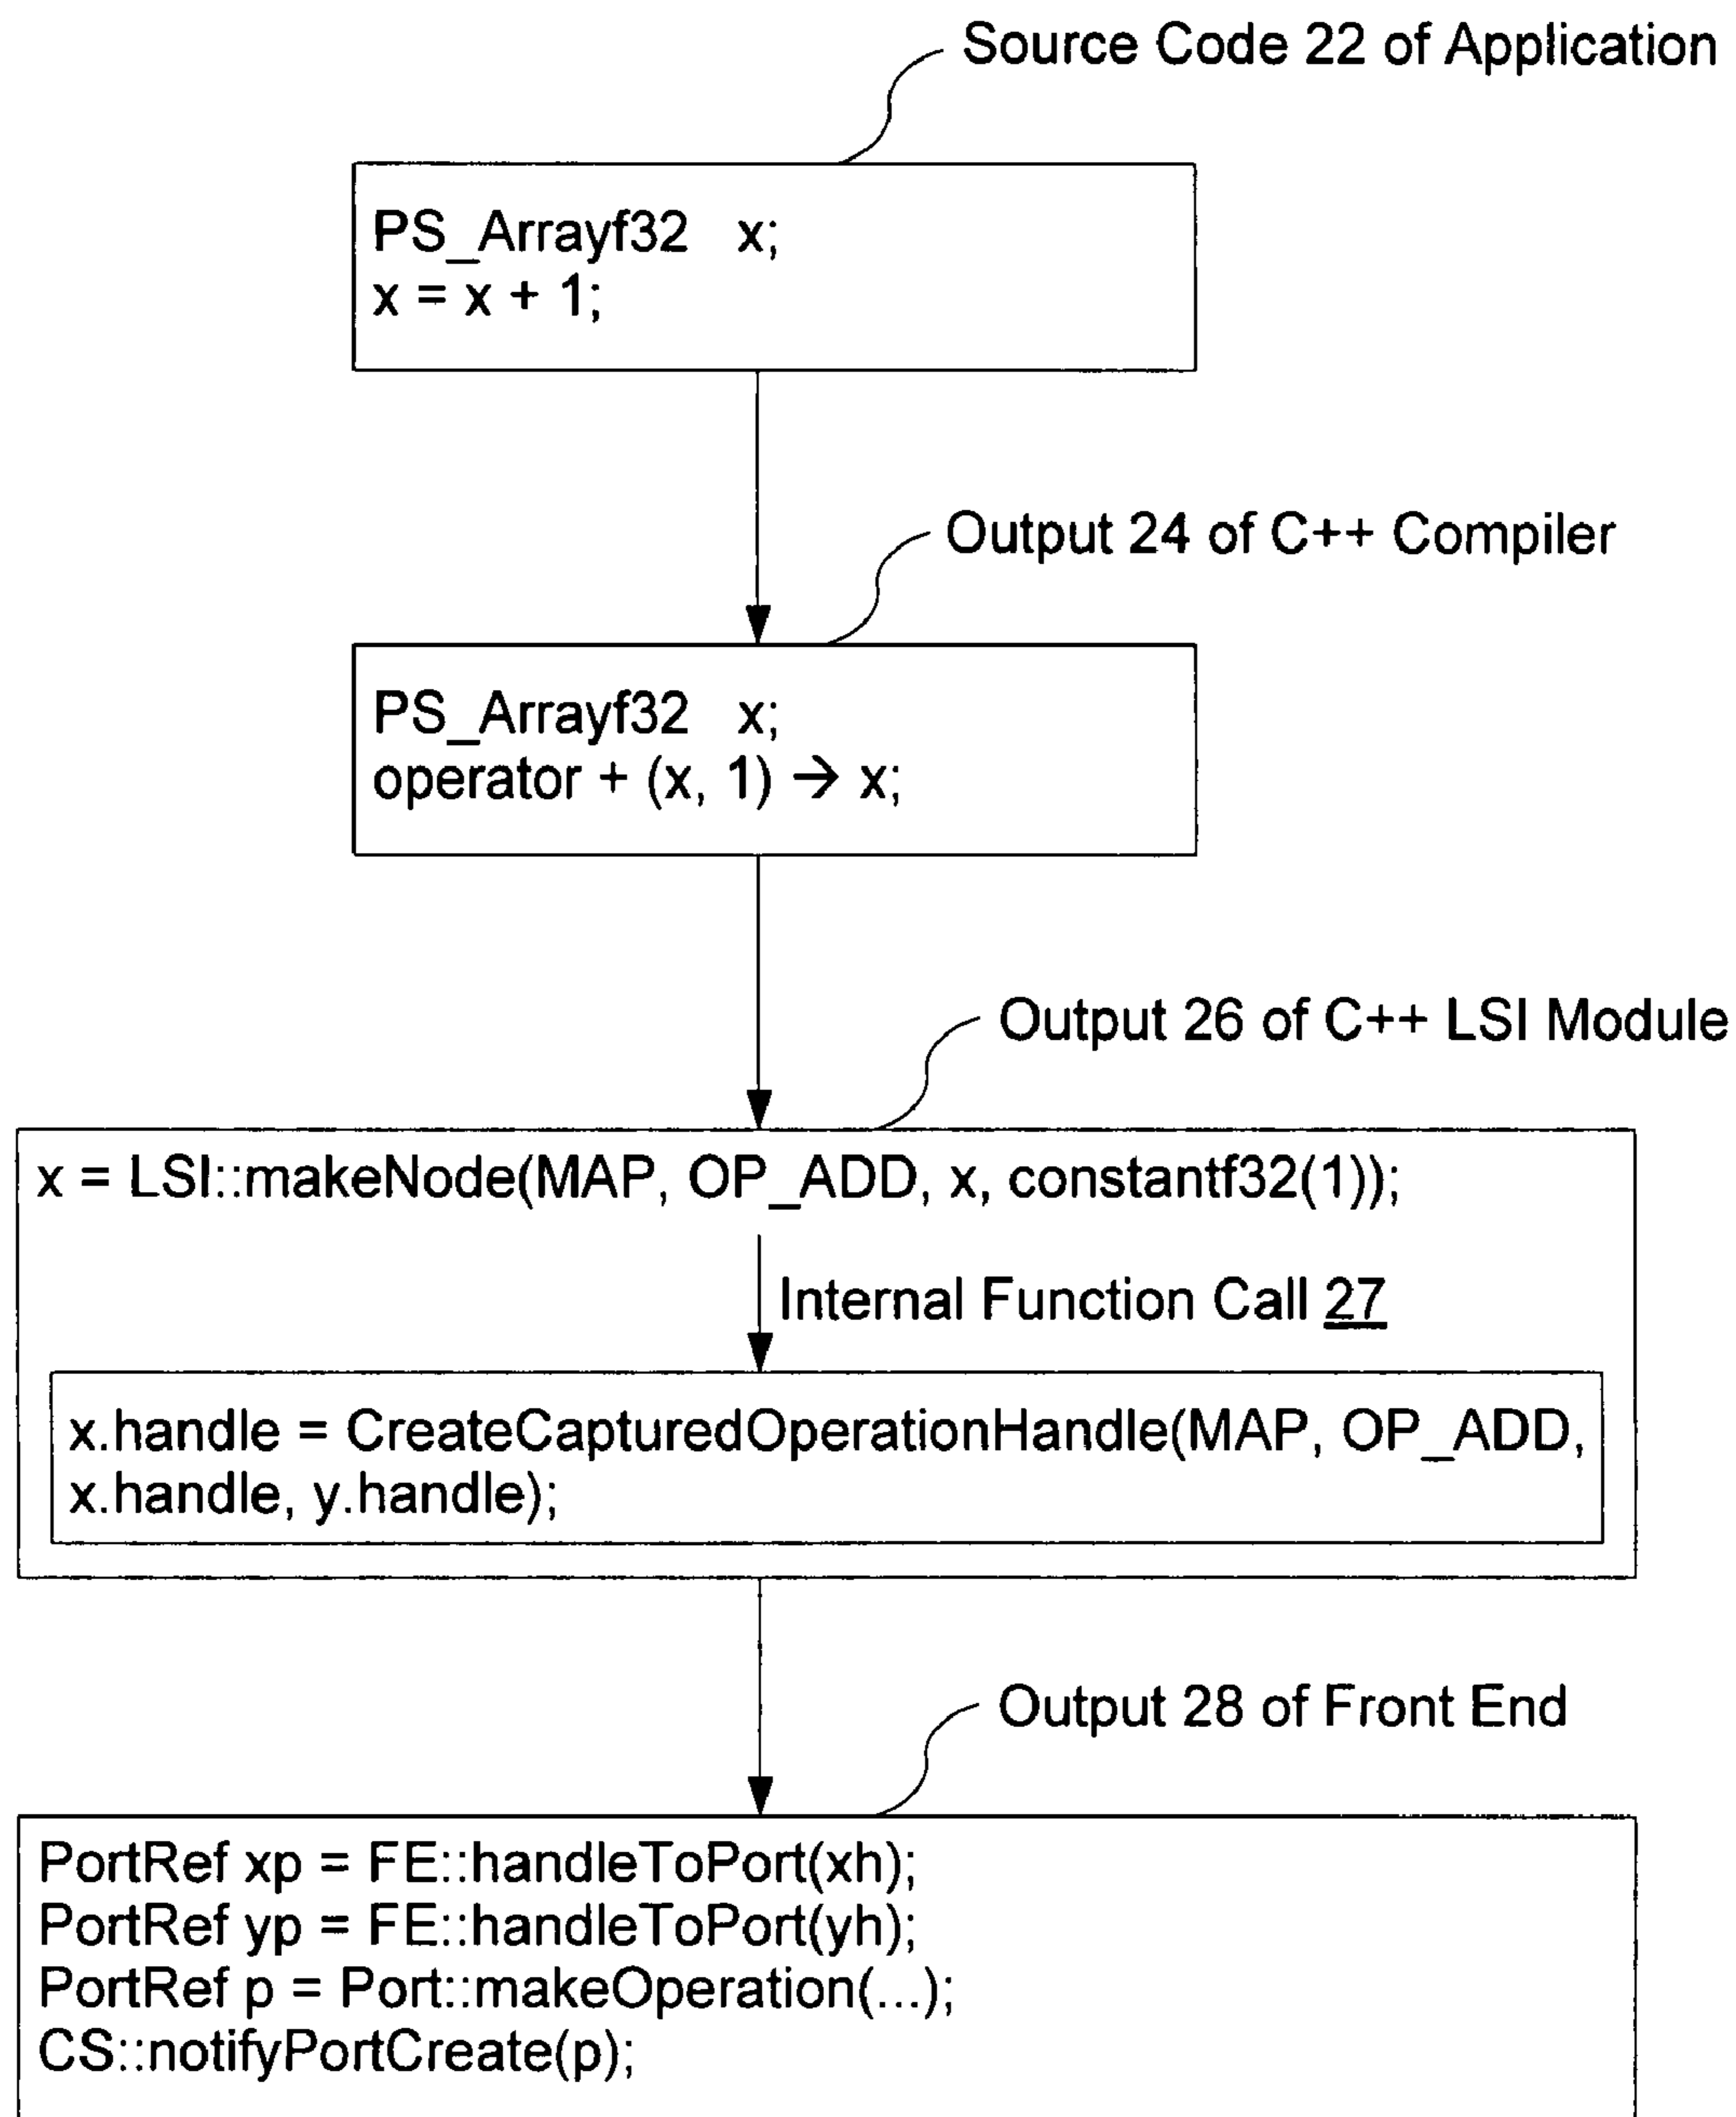 Source Code 22 of Application
PS_Arrayf32 x;
x = x + 1;
Output 24 of C++ Compiler
PS_Arrayf32 x;
operator + (x, 1) → x;
Output 26 of C++ LSI Module
x = LSI::makeNode(MAP, OP_ADD, x, constantf32(1));
Internal Function Call 27
x.handle = CreateCapturedOperationHandle(MAP, OP_ADD,
x.handle, y.handle);
Output 28 of Front End
PortRef xp = FE::handleToPort(xh);
PortRef yp = FE::handleToPort(yh);
PortRef p = Port::makeOperation(...);
CS::notifyPortCreate(p);